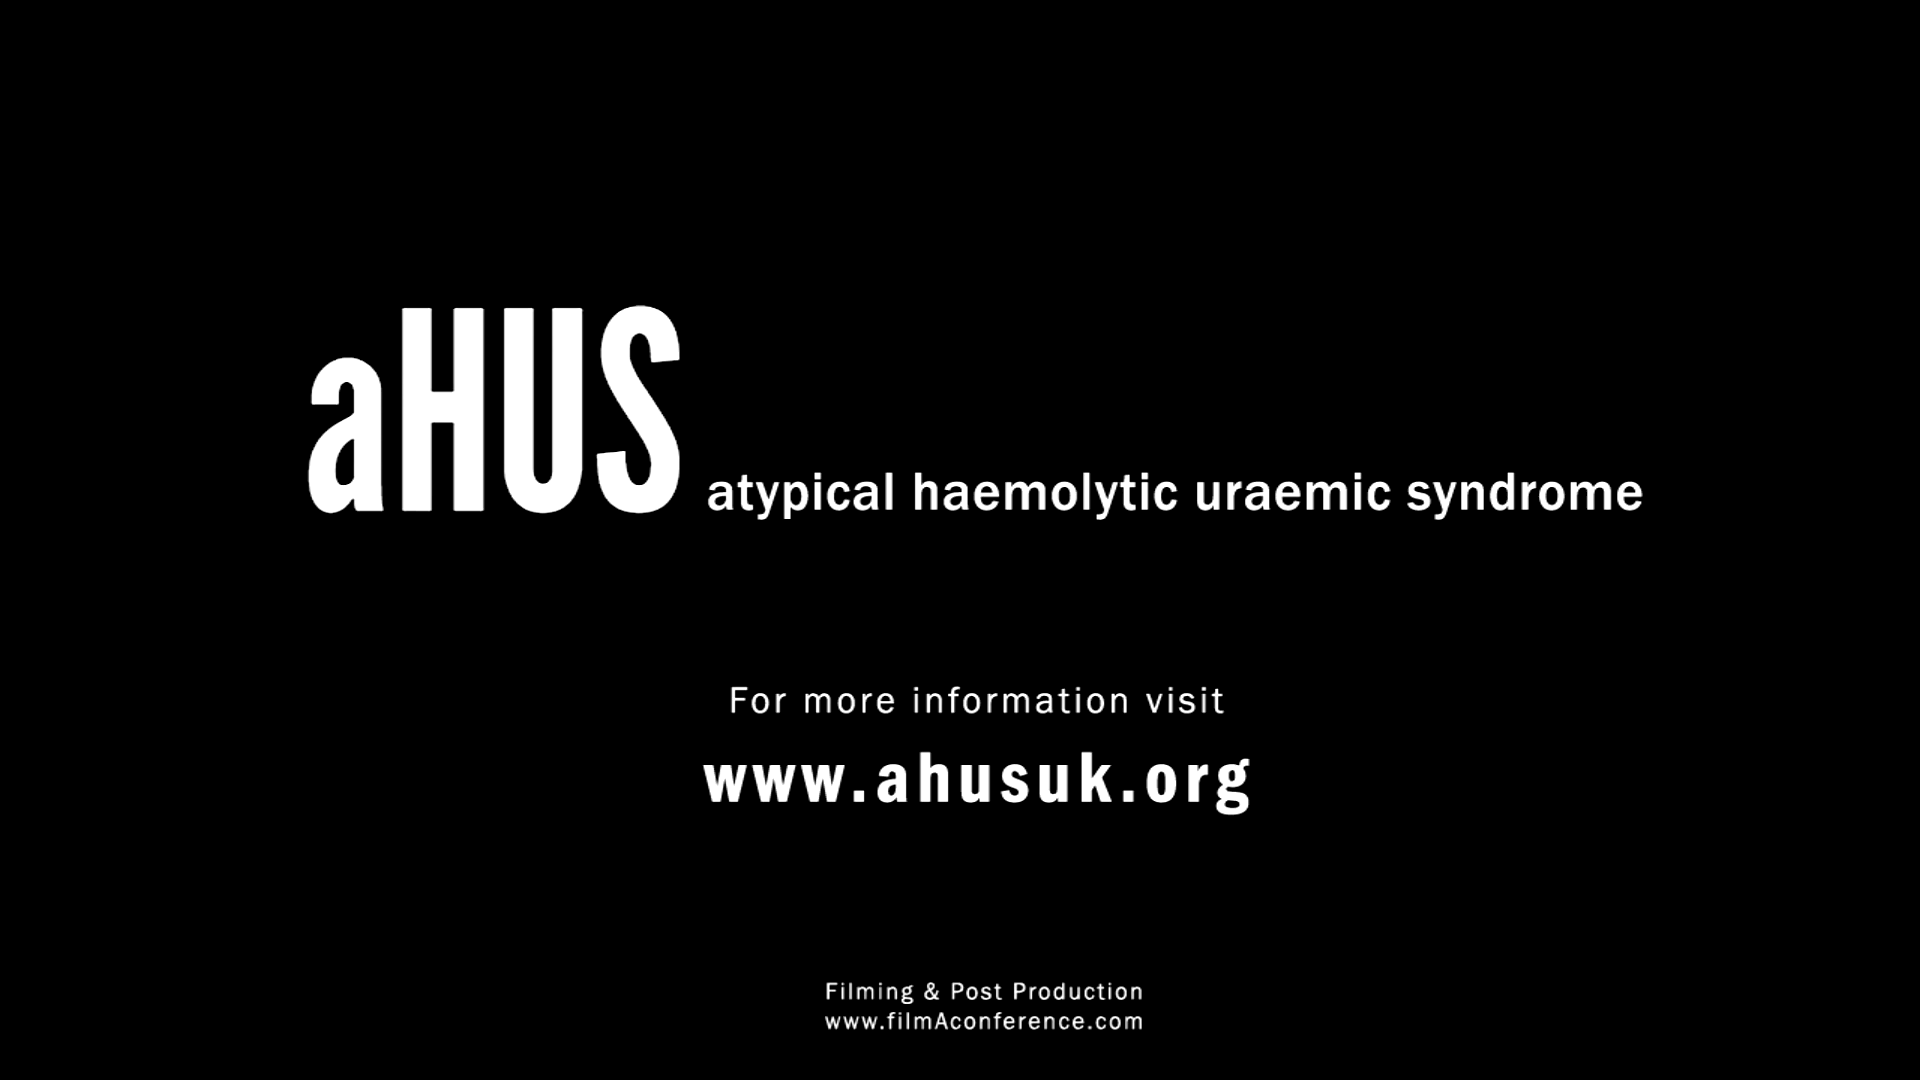 aHUS atypical haemolytic uraemic syndrome
For more information visit
www.ahusuk.org
Filming & Post Production
www.filmAconference.com